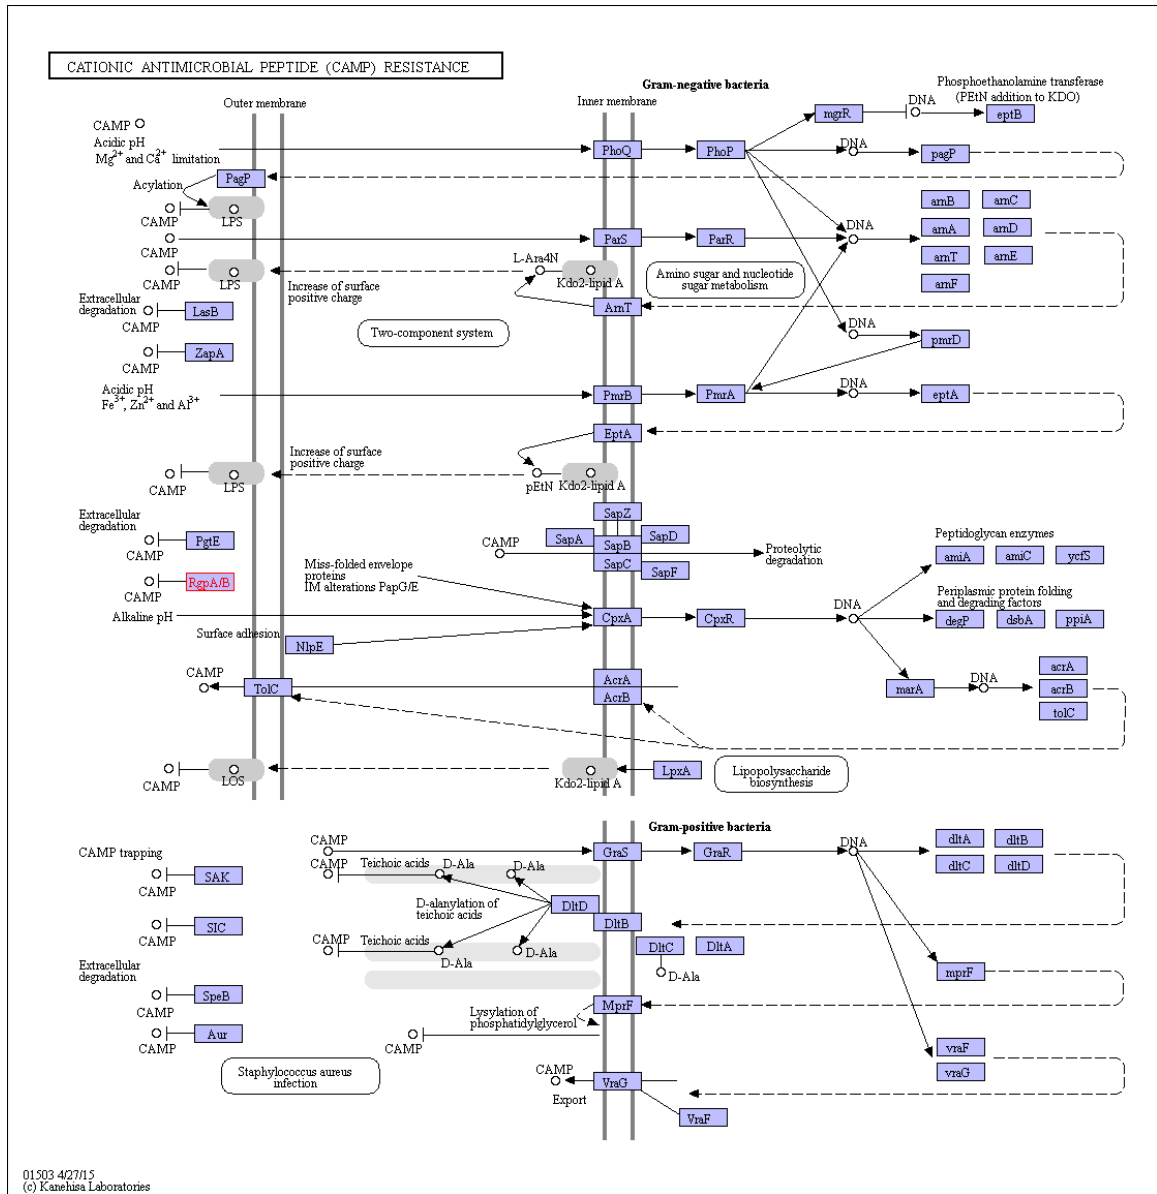 CATIONIC ANTIMICROBIAL PEPTIDE (CAMP) RESISTANCE
Gram-negative bacteria
Phosphoethanolamine transferase
(PEtN addition to KDO)
Outer membrane
Inner membrane
mgrR
DNA
eptB
CAMP
Acidic pH
Mg2+ and Ca2+ limitation
PhoQ
PhoP
DNA
pagP
PagP
Acylation
CAMP
LPS
arnB
arnC
arnA
arnD
arnT
arnE
arnF
DNA
CAMP
ParS
ParR
L-Ara4N
Kdo2-lipid A
Amino sugar and nucleotide
sugar metabolism
CAMP
LPS
Increase of surface
positive charge
ArnT
Extracellular
degradation
LasB
CAMP
Two-component system
DNA
pmrD
ZapA
CAMP
Acidic pH
Fe3+, Zn2+ and Al3+
PmrB
PmrA
DNA
eptA
EptA
Increase of surface
positive charge
CAMP
LPS
pEtN
Kdo2-lipid A
Extracellular
degradation
PgtE
CAMP
SapZ
SapA
SapB
SapD
SapC
SapF
CAMP
Proteolytic
degradation
Peptidoglycan enzymes
amiA
amiC
ycfS
RgpA/B
CAMP
Miss-folded envelope
proteins
IM alterations PapG/E
Periplasmic protein folding
and degrading factors
degP
dsbA
ppiA
Alkaline pH
CpxA
CpxR
DNA
Surface adhesion
NlpE
CAMP
TolC
AcrA
AcrB
marA
DNA
acrA
acrB
tolC
CAMP
LOS
Kdo2-lipid A
LpxA
Lipopolysaccharide
biosynthesis
Gram-positive bacteria
CAMP
GraS
GraR
DNA
dltA
dltB
dltC
dltD
CAMP trapping
SAK
CAMP
CAMP
Teichoic acids
D-Ala
D-Ala
D-alanylation of
teichoic acids
DltD
DltB
SIC
CAMP
CAMP
Teichoic acids
D-Ala
D-Ala
DltC
DltA
D-Ala
mprF
Extracellular
degradation
SpeB
CAMP
MprF
Lysylation of
phosphatidylglycerol
Aur
CAMP
CAMP
vraF
vraG
Staphylococcus aureus
infection
CAMP
Export
VraG
VraF
01503 4/27/15
(c) Kanehisa Laboratories